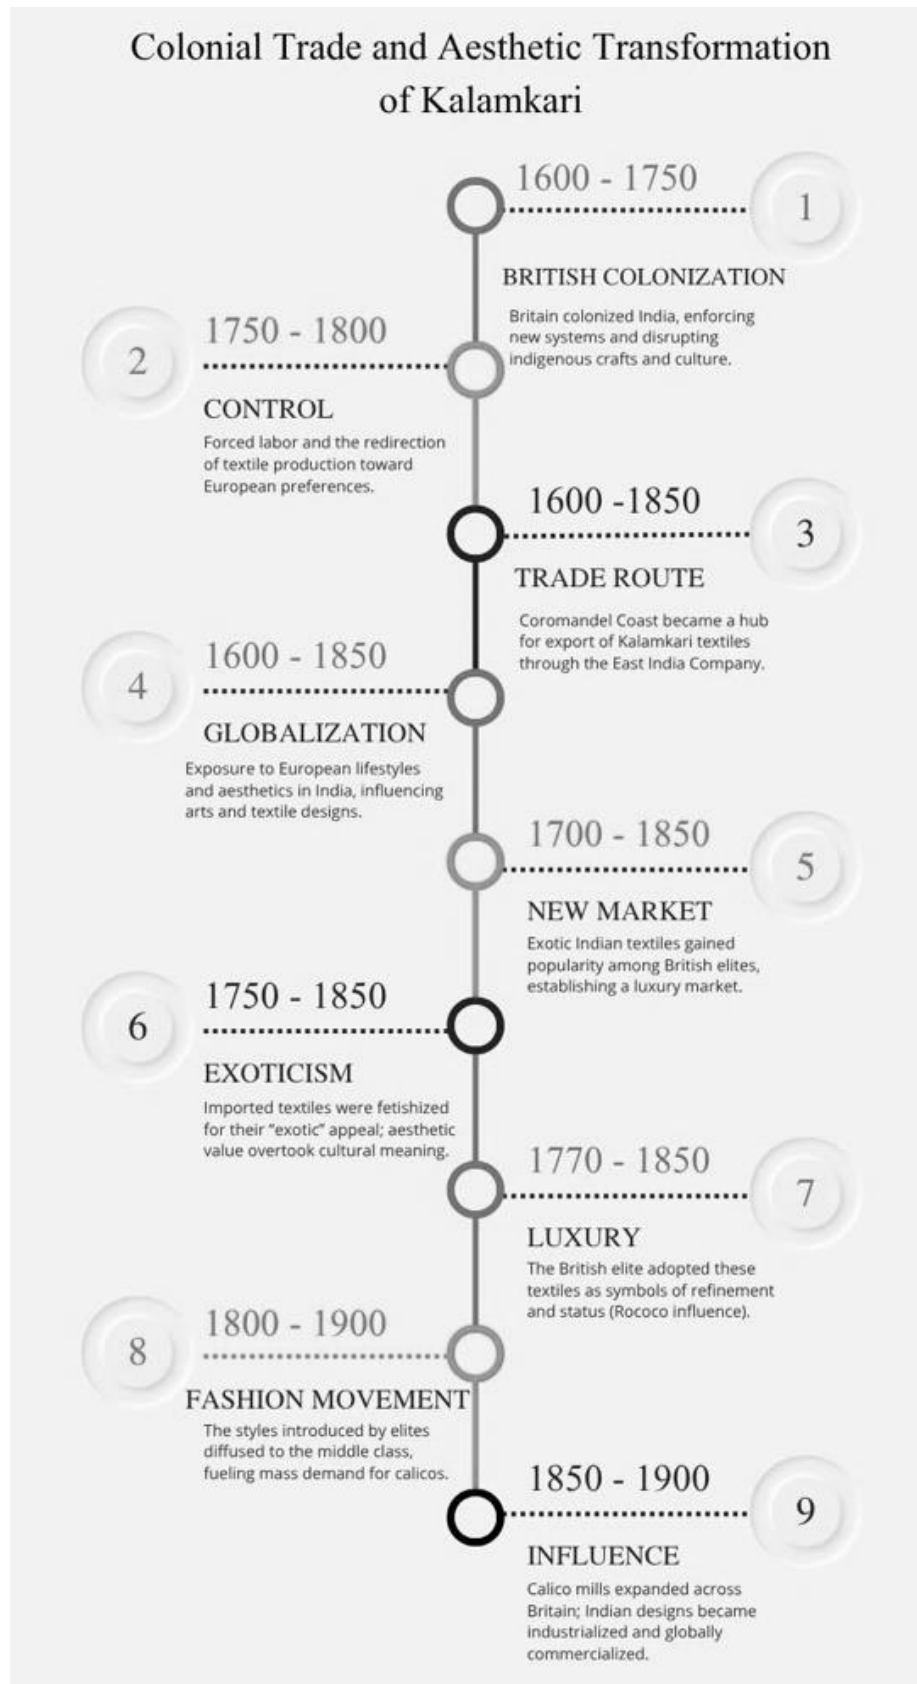 Colonial Trade and Aesthetic Transformation
of Kalamkari
1600 - 1750
1
BRITISH COLONIZATION
Britain colonized India, enforcing
new systems and disrupting
indigenous crafts and culture.
2
1750 - 1800
CONTROL
Forced labor and the redirection
of textile production toward
European preferences.
1600 -1850
3
TRADE ROUTE
Coromandel Coast became a hub
for export of Kalamkari textiles
through the East India Company.
4
1600 - 1850
GLOBALIZATION
Exposure to European lifestyles
and aesthetics in India, influencing
arts and textile designs.
1700 - 1850
5
NEW MARKET
Exotic Indian textiles gained
popularity among British elites,
establishing a luxury market.
6
1750 - 1850
EXOTICISM
Imported textiles were fetishized
for their “exotic” appeal; aesthetic
value overtook cultural meaning.
1770 - 1850
7
LUXURY
The British elite adopted these
textiles as symbols of refinement
and status (Rococo influence).
8
1800 - 1900
FASHION MOVEMENT
The styles introduced by elites
diffused to the middle class,
fueling mass demand for calicos.
1850 - 1900
9
INFLUENCE
Calico mills expanded across
Britain; Indian designs became
industrialized and globally
commercialized.